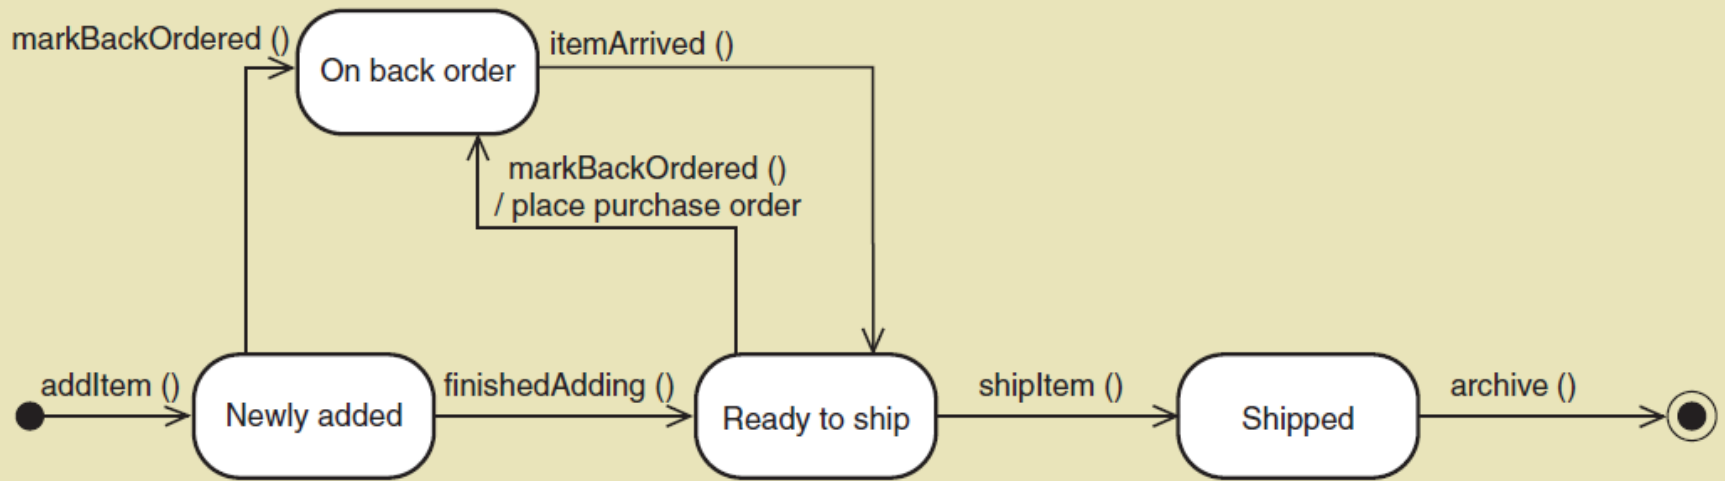 markBackOrdered ()
On back order
itemArrived ()
markBackOrdered ()
/ place purchase order
addItem ()
Newly added
finishedAdding ()
Ready to ship
shipItem ()
Shipped
archive ()